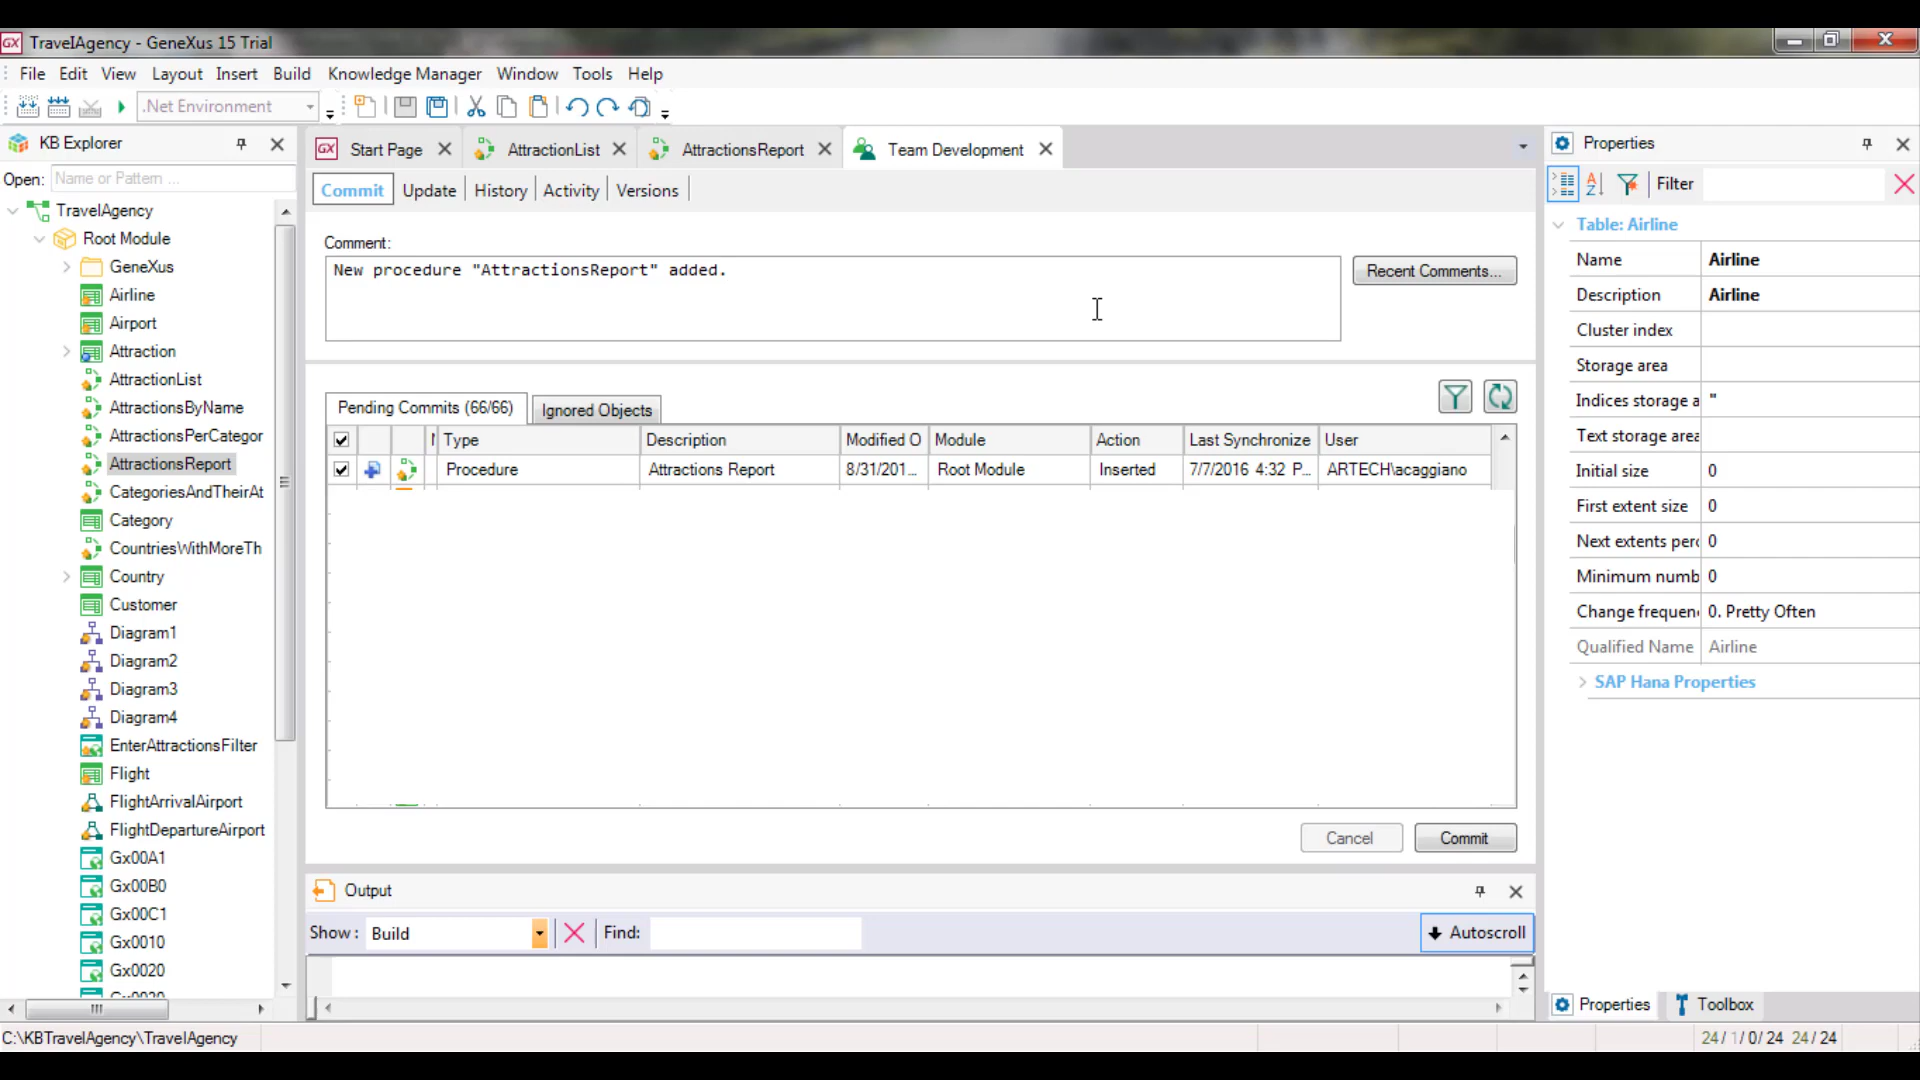 TravelAgency - GeneXus 15 Trial
File Edit View Layout Insert Build Knowledge Manager Window Tools Help
.Net Environment
KB Explorer
Open: Name or Pattern ...
TravelAgency
Root Module
GeneXus
Airline
Airport
Attraction
AttractionList
AttractionsByName
AttractionsPerCategor
AttractionsReport
CategoriesAndTheirAt
Category
CountriesWithMoreTh
Country
Customer
Diagram1
Diagram2
Diagram3
Diagram4
EnterAttractionsFilter
Flight
FlightArrivalAirport
FlightDepartureAirport
Gx00A1
Gx00B0
Gx00C1
Gx0010
Gx0020
Start Page AttractionList AttractionsReport Team Development
Commit Update History Activity Versions
Comment:
New procedure "AttractionsReport" added.
Recent Comments...
Pending Commits (66/66) Ignored Objects
Type Description Modified O Module Action Last Synchronize User
Procedure Attractions Report 8/31/201... Root Module Inserted 7/7/2016 4:32 P... ARTECH\acaggiano
Cancel Commit
Output
Show: Build Find: Autoscroll
Properties
Filter
Table: Airline
Name Airline
Description Airline
Cluster index
Storage area
Indices storage a "
Text storage area
Initial size 0
First extent size 0
Next extents perc 0
Minimum numb 0
Change frequen 0. Pretty Often
Qualified Name Airline
SAP Hana Properties
Properties Toolbox
C:\KBTravelAgency\TravelAgency
24/ 1/ 0/ 24 24 / 24